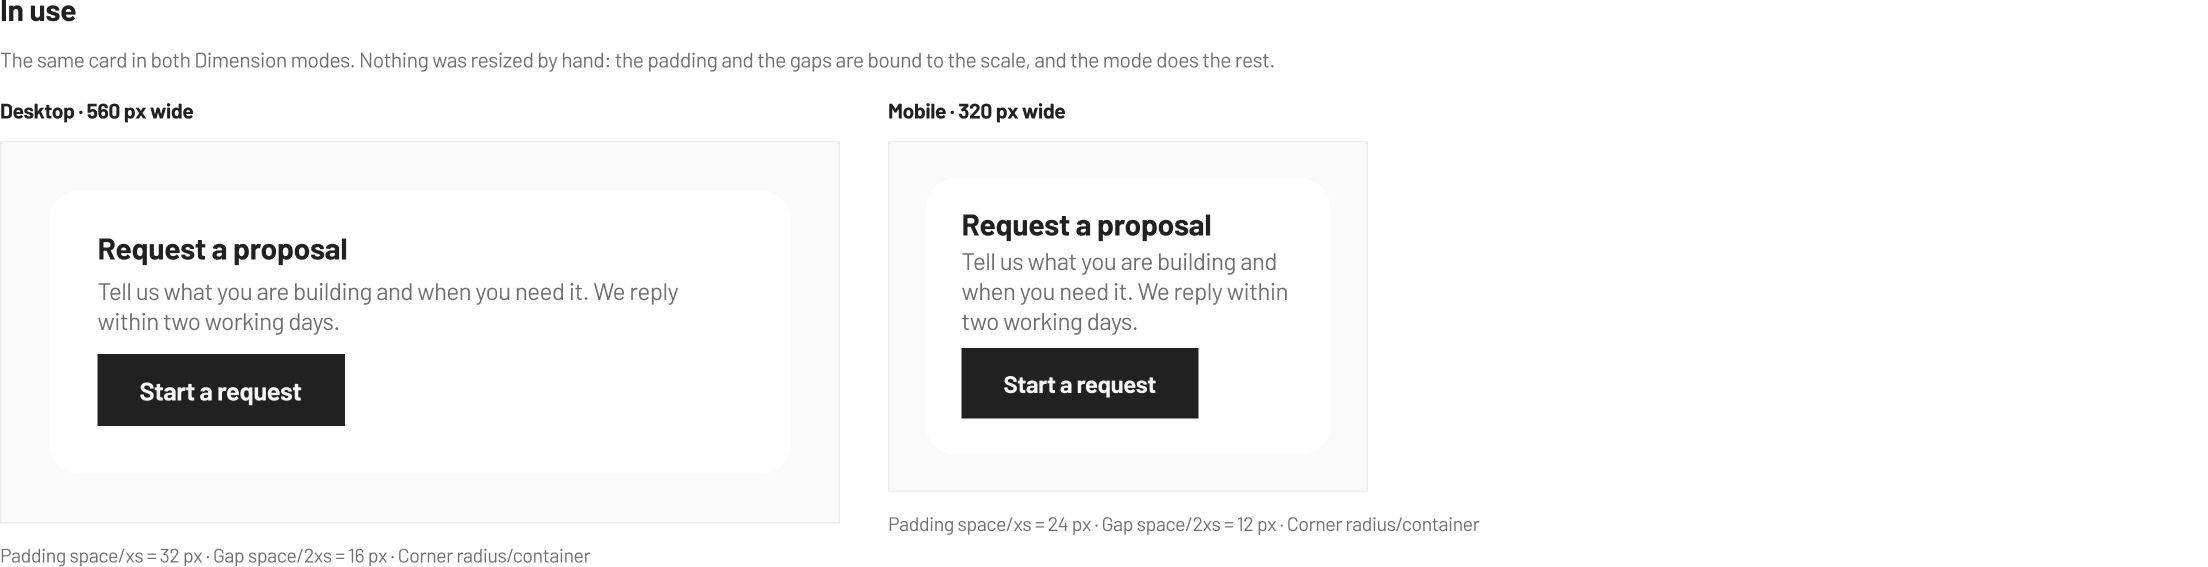 In use
The same card in both Dimension modes. Nothing was resized by hand: the padding and the gaps are bound to the scale, and the mode does the rest.
Desktop · 560 px wide
Request a proposal
Tell us what you are building and when you need it. We reply
within two working days.
Start a request
Padding space/xs = 32 px · Gap space/2xs = 16 px · Corner radius/container
Mobile · 320 px wide
Request a proposal
Tell us what you are building and
when you need it. We reply within
two working days.
Start a request
Padding space/xs = 24 px · Gap space/2xs = 12 px · Corner radius/container